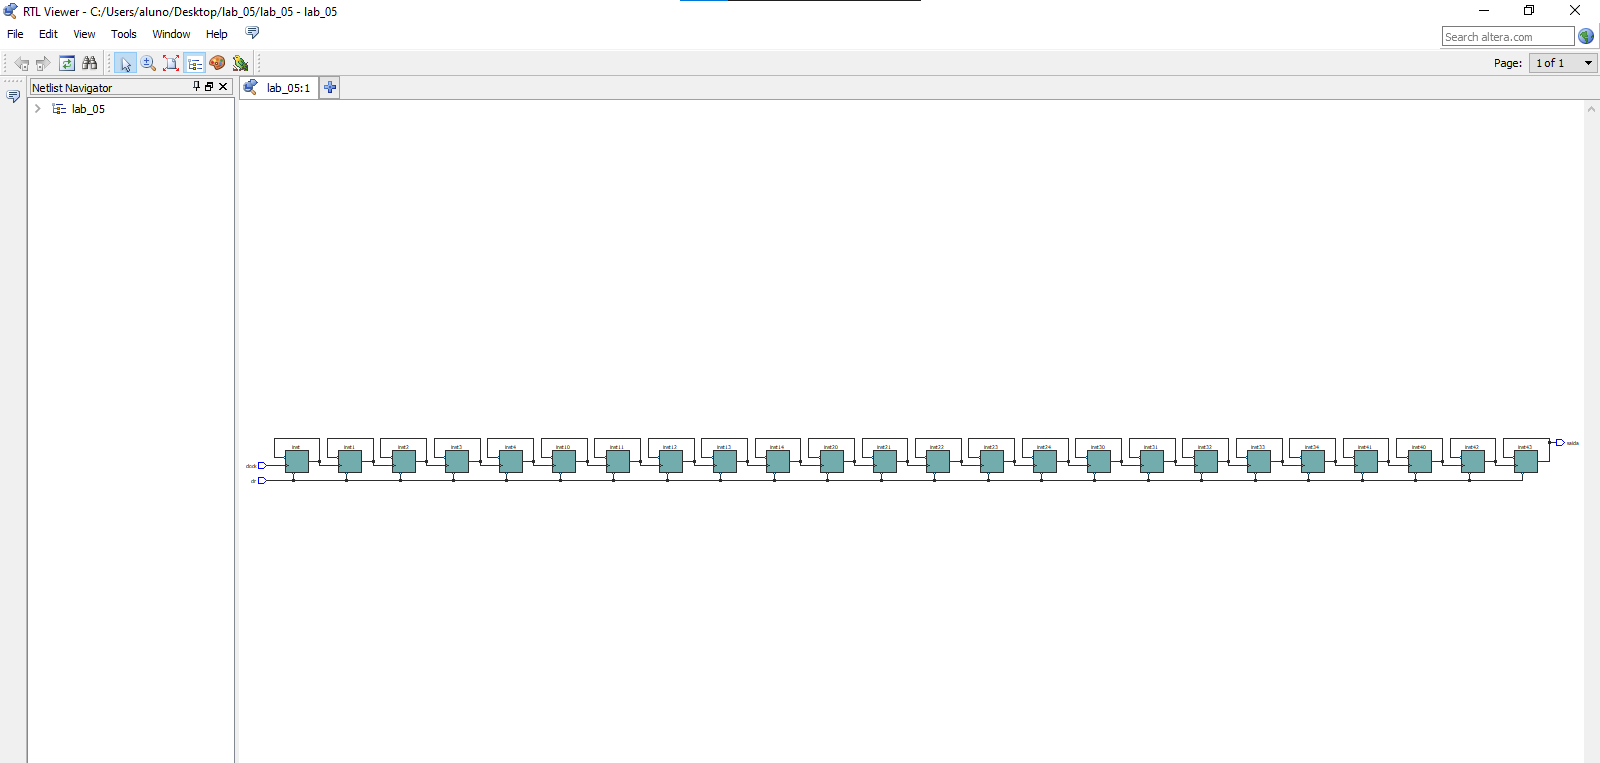 RTL Viewer - C:/Users/aluno/Desktop/lab_05/lab_05 - lab_05
File Edit View Tools Window Help
Search altera.com
Page: 1 of 1
Netlist Navigator
lab_05:1
lab_05
inst inst1 inst2 inst3 inst4 inst10 inst11 inst12 inst13 inst14 inst20 inst21 inst22 inst23 inst24 inst30 inst31 inst32 inst33 inst34 inst41 inst40 inst42 inst43
saida
clock
clr